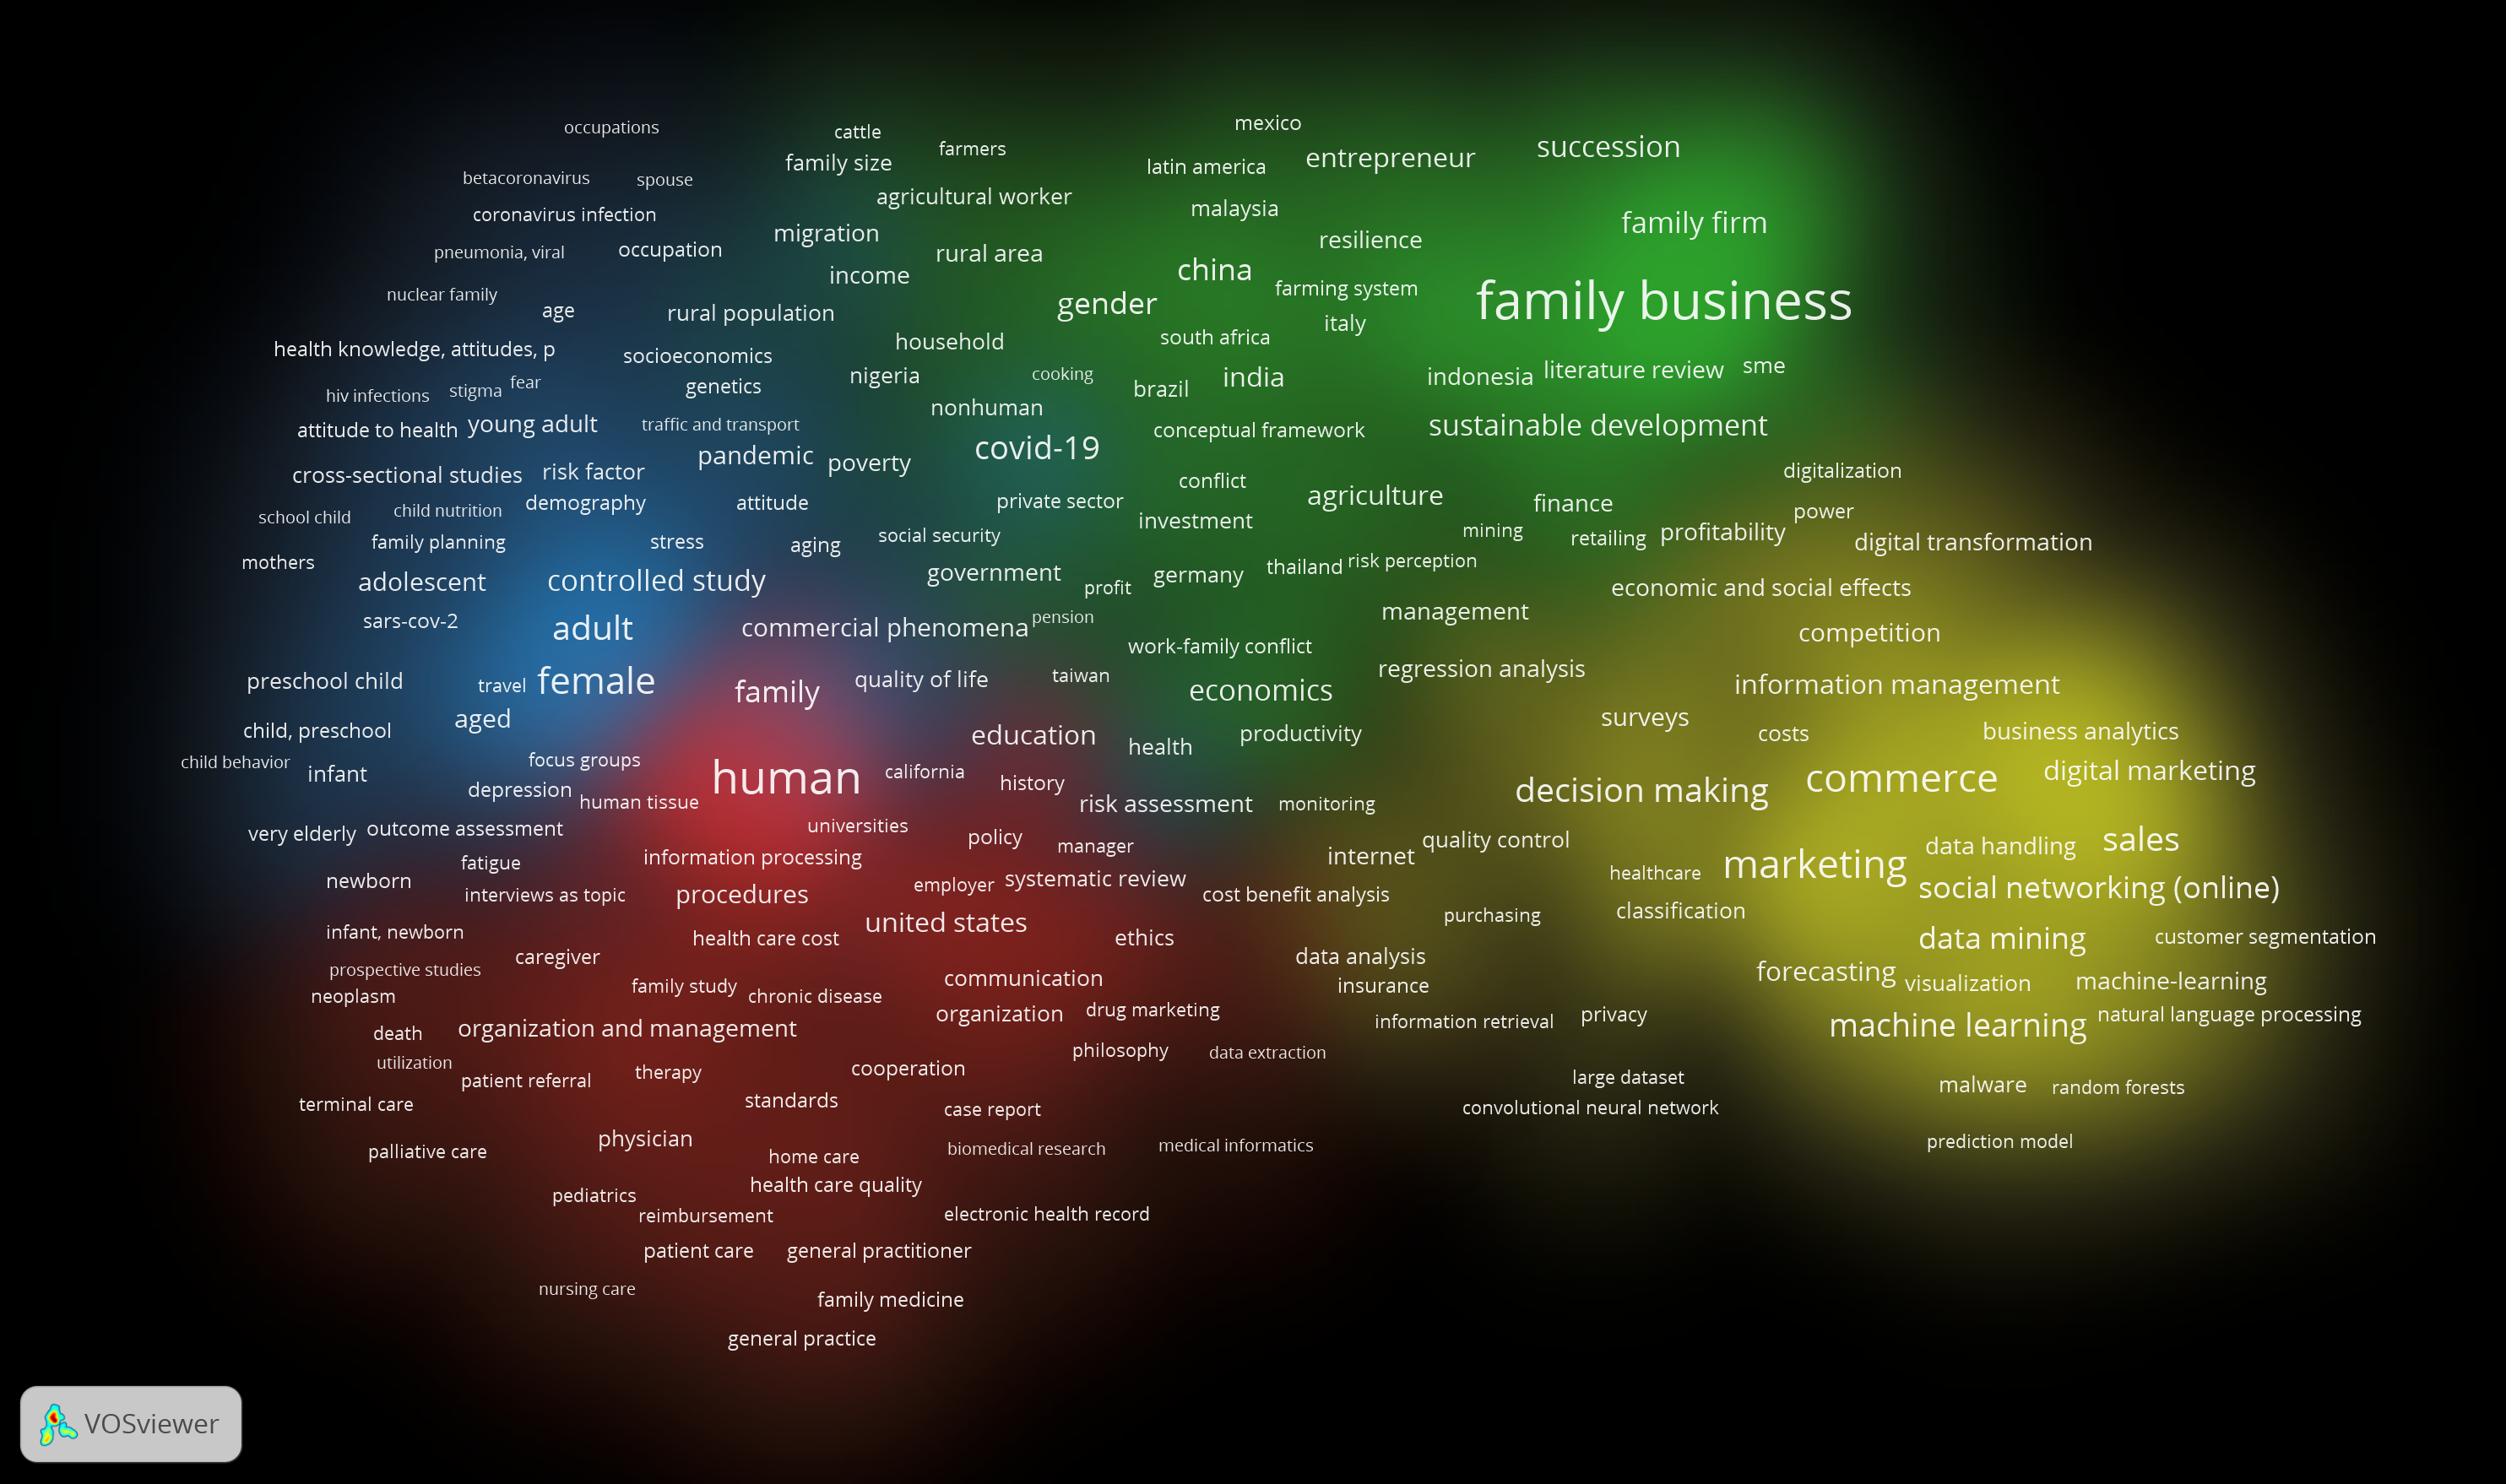 occupations
cattle
mexico
farmers
family size
latin america
entrepreneur
succession
betacoronavirus
spouse
agricultural worker
malaysia
coronavirus infection
family firm
migration
resilience
pneumonia, viral
occupation
rural area
income
china
nuclear family
farming system
family business
age
rural population
gender
italy
health knowledge, attitudes, p
socioeconomics
household
south africa
hiv infections
stigma
fear
genetics
nigeria
cooking
brazil
india
indonesia
literature review
sme
attitude to health
young adult
traffic and transport
nonhuman
conceptual framework
sustainable development
pandemic
poverty
covid-19
cross-sectional studies
risk factor
conflict
digitalization
school child
child nutrition
demography
attitude
private sector
investment
agriculture
finance
power
family planning
stress
aging
social security
mining
retailing
profitability
digital transformation
mothers
adolescent
controlled study
government
profit
germany
thailand
risk perception
economic and social effects
sars-cov-2
adult
commercial phenomena
pension
work-family conflict
management
competition
preschool child
travel
female
family
quality of life
taiwan
economics
regression analysis
information management
child, preschool
aged
education
health
productivity
surveys
costs
business analytics
child behavior
infant
focus groups
human
california
history
depression
human tissue
risk assessment
monitoring
decision making
commerce
digital marketing
very elderly
outcome assessment
universities
policy
manager
internet
quality control
data handling
sales
fatigue
information processing
healthcare
marketing
newborn
interviews as topic
procedures
employer
systematic review
cost benefit analysis
social networking (online)
infant, newborn
health care cost
united states
ethics
purchasing
classification
data mining
customer segmentation
prospective studies
caregiver
data analysis
neoplasm
family study
chronic disease
communication
insurance
forecasting
visualization
machine-learning
death
organization and management
organization
drug marketing
information retrieval
privacy
machine learning
natural language processing
utilization
patient referral
therapy
cooperation
philosophy
data extraction
large dataset
malware
random forests
terminal care
standards
case report
convolutional neural network
palliative care
physician
home care
biomedical research
medical informatics
prediction model
pediatrics
health care quality
reimbursement
electronic health record
patient care
general practitioner
nursing care
family medicine
general practice
VOSviewer